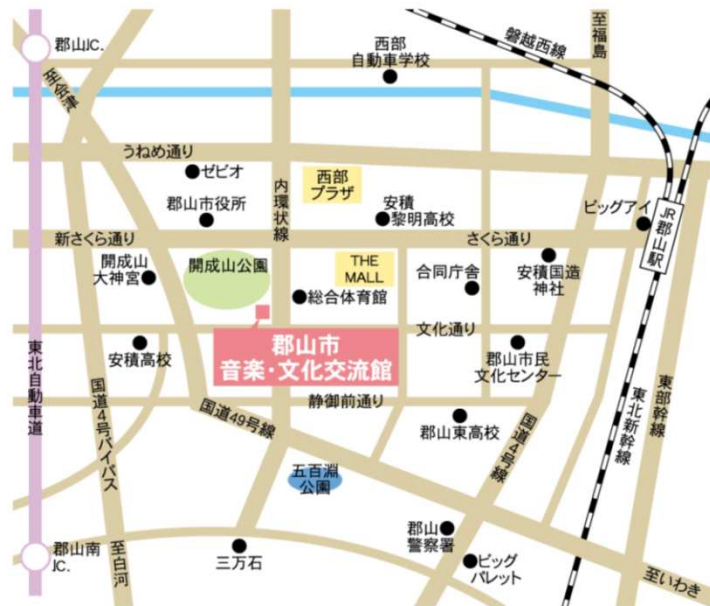 郡山JC.
至会津
西部
自動車学校
磐越西線
至福島
うねめ通り
ゼビオ
西部
プラザ
内環状線
郡山市役所
安積
黎明高校
ビッグアイ
JR郡山駅
新さくら通り
さくら通り
開成山
大神宮
開成山公園
THE
MALL
合同庁舎
安積国造
神社
総合体育館
文化通り
安積高校
郡山市
音楽・文化交流館
郡山市民
文化センター
東北自動車道
国道4号バイパス
国道49号線
静御前通り
郡山東高校
国道4号線
東北新幹線
東部幹線
五百淵
公園
郡山南
JC.
至白河
三万石
郡山
警察署
ビッグ
パレット
至いわき